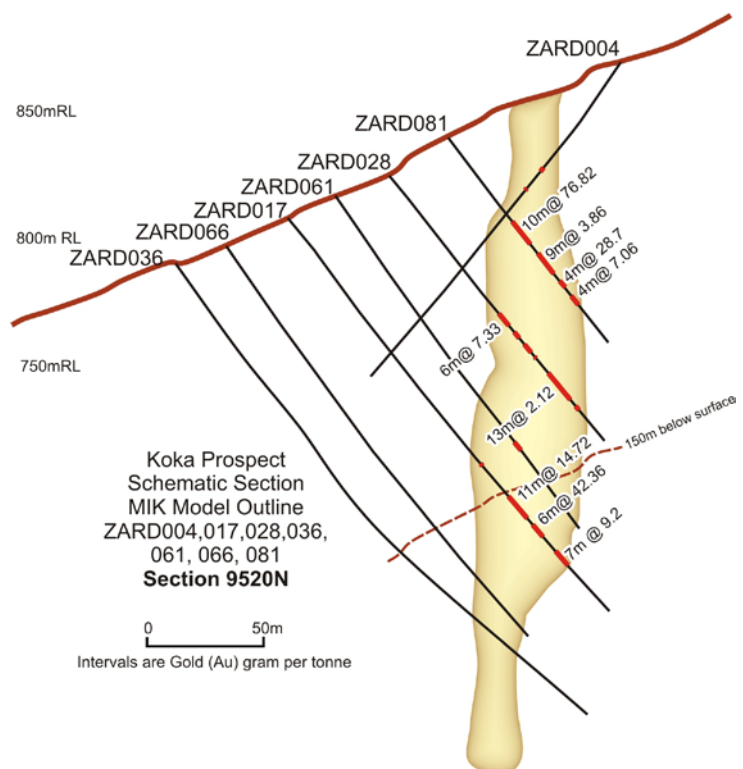 ZARD004
850mRL
ZARD081
ZARD028
ZARD061
ZARD017
800m RL
ZARD066
ZARD036
10m@ 76.82
9m@ 3.86
4m@ 28.7
4m@ 7.06
750mRL
6m@ 7.33
13m@ 2.12
150m below surface
11m@ 14.72
6m@ 42.36
7m @ 9.2
Koka Prospect
Schematic Section
MIK Model Outline
ZARD004,017,028,036,
061, 066, 081
Section 9520N
0 50m
Intervals are Gold (Au) gram per tonne